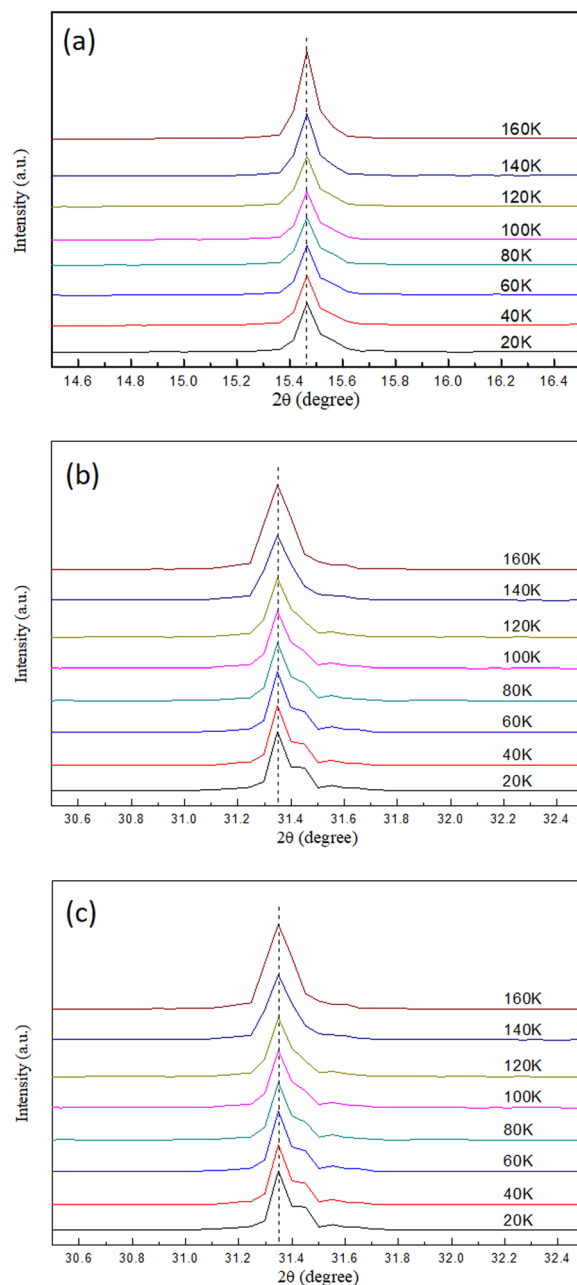 (a)
160K
140K
120K
100K
80K
60K
40K
20K
Intensity (a.u.)
14.6 14.8 15.0 15.2 15.4 15.6 15.8 16.0 16.2 16.4
2θ (degree)
(b)
160K
140K
120K
100K
80K
60K
40K
20K
Intensity (a.u.)
30.6 30.8 31.0 31.2 31.4 31.6 31.8 32.0 32.2 32.4
2θ (degree)
(c)
160K
140K
120K
100K
80K
60K
40K
20K
Intensity (a.u.)
30.6 30.8 31.0 31.2 31.4 31.6 31.8 32.0 32.2 32.4
2θ (degree)